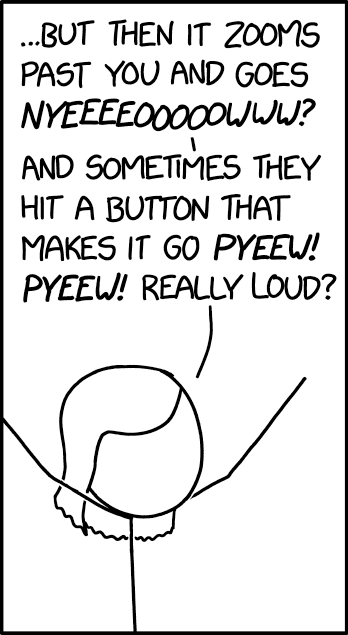 ...BUT THEN IT ZOOMS
PAST YOU AND GOES
NYEEEEOOOOOWWW?
AND SOMETIMES THEY
HIT A BUTTON THAT
MAKES IT GO PYEEW!
PYEEW! REALLY LOUD?